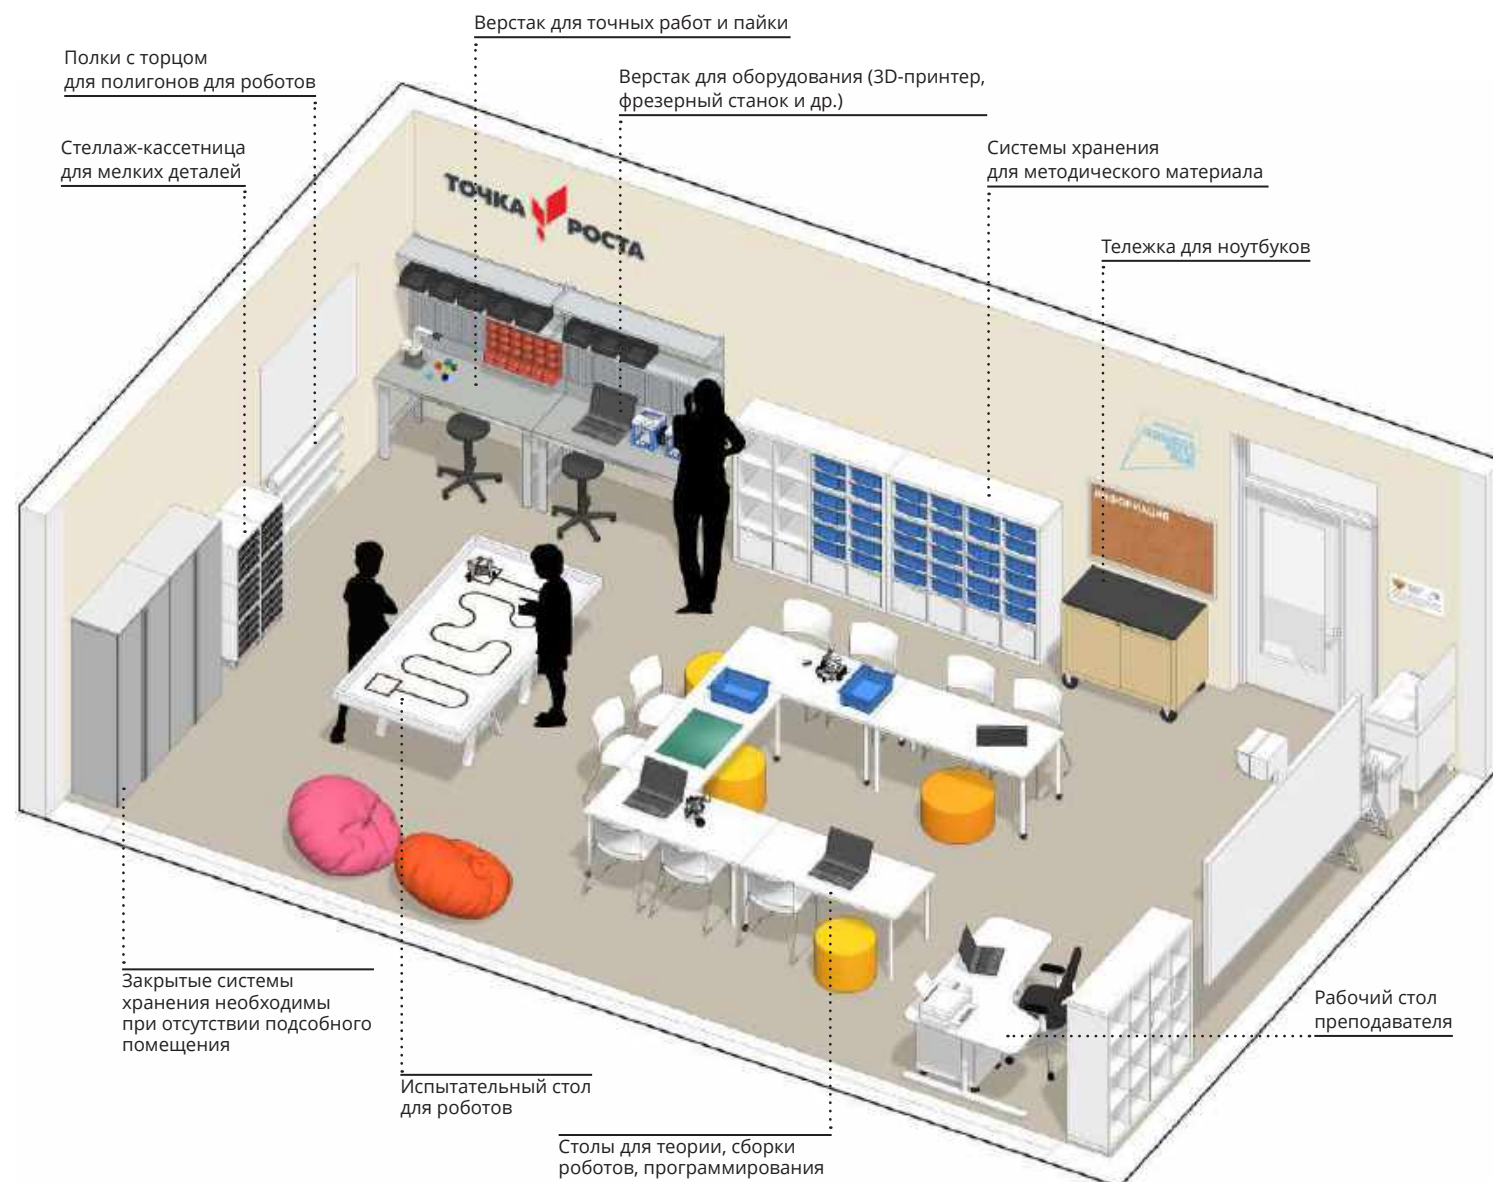 Верстак для точных работ и пайки
Полки с торцом
для полигонов для роботов
Верстак для оборудования (3D-принтер,
фрезерный станок и др.)
Стеллаж-кассетница
для мелких деталей
Системы хранения
для методического материала
Тележка для ноутбуков
ТОЧКА
РОСТА
ИНФОРМАЦИЯ
Закрытые системы
хранения необходимы
при отсутствии подсобного
помещения
Рабочий стол
преподавателя
Испытательный стол
для роботов
Столы для теории, сборки
роботов, программирования